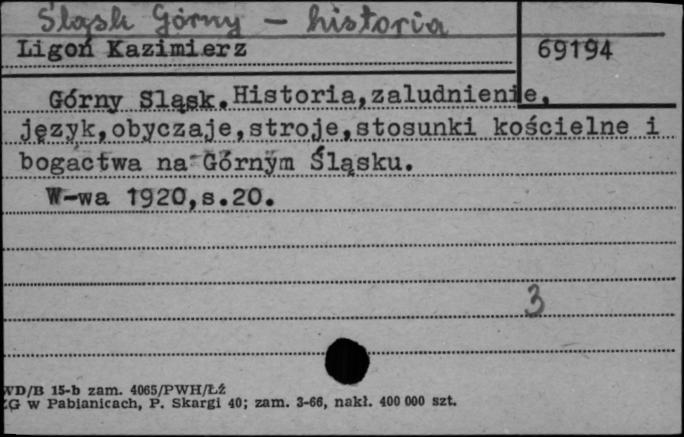 Śląsk Górny – historia
Ligoń Kazimierz
69194
Górny Sląsk.Historia,zaludnienie,
język,obyczaje,stroje,stosunki kościelne i
bogactwa na Górnym Śląsku.
W-wa 1920,s.20.
3
WD/B 15-b zam. 4065/PWH/ŁŹ
ZG w Pabianicach, P. Skargi 40; zam. 3-66, nakł. 400 000 szt.